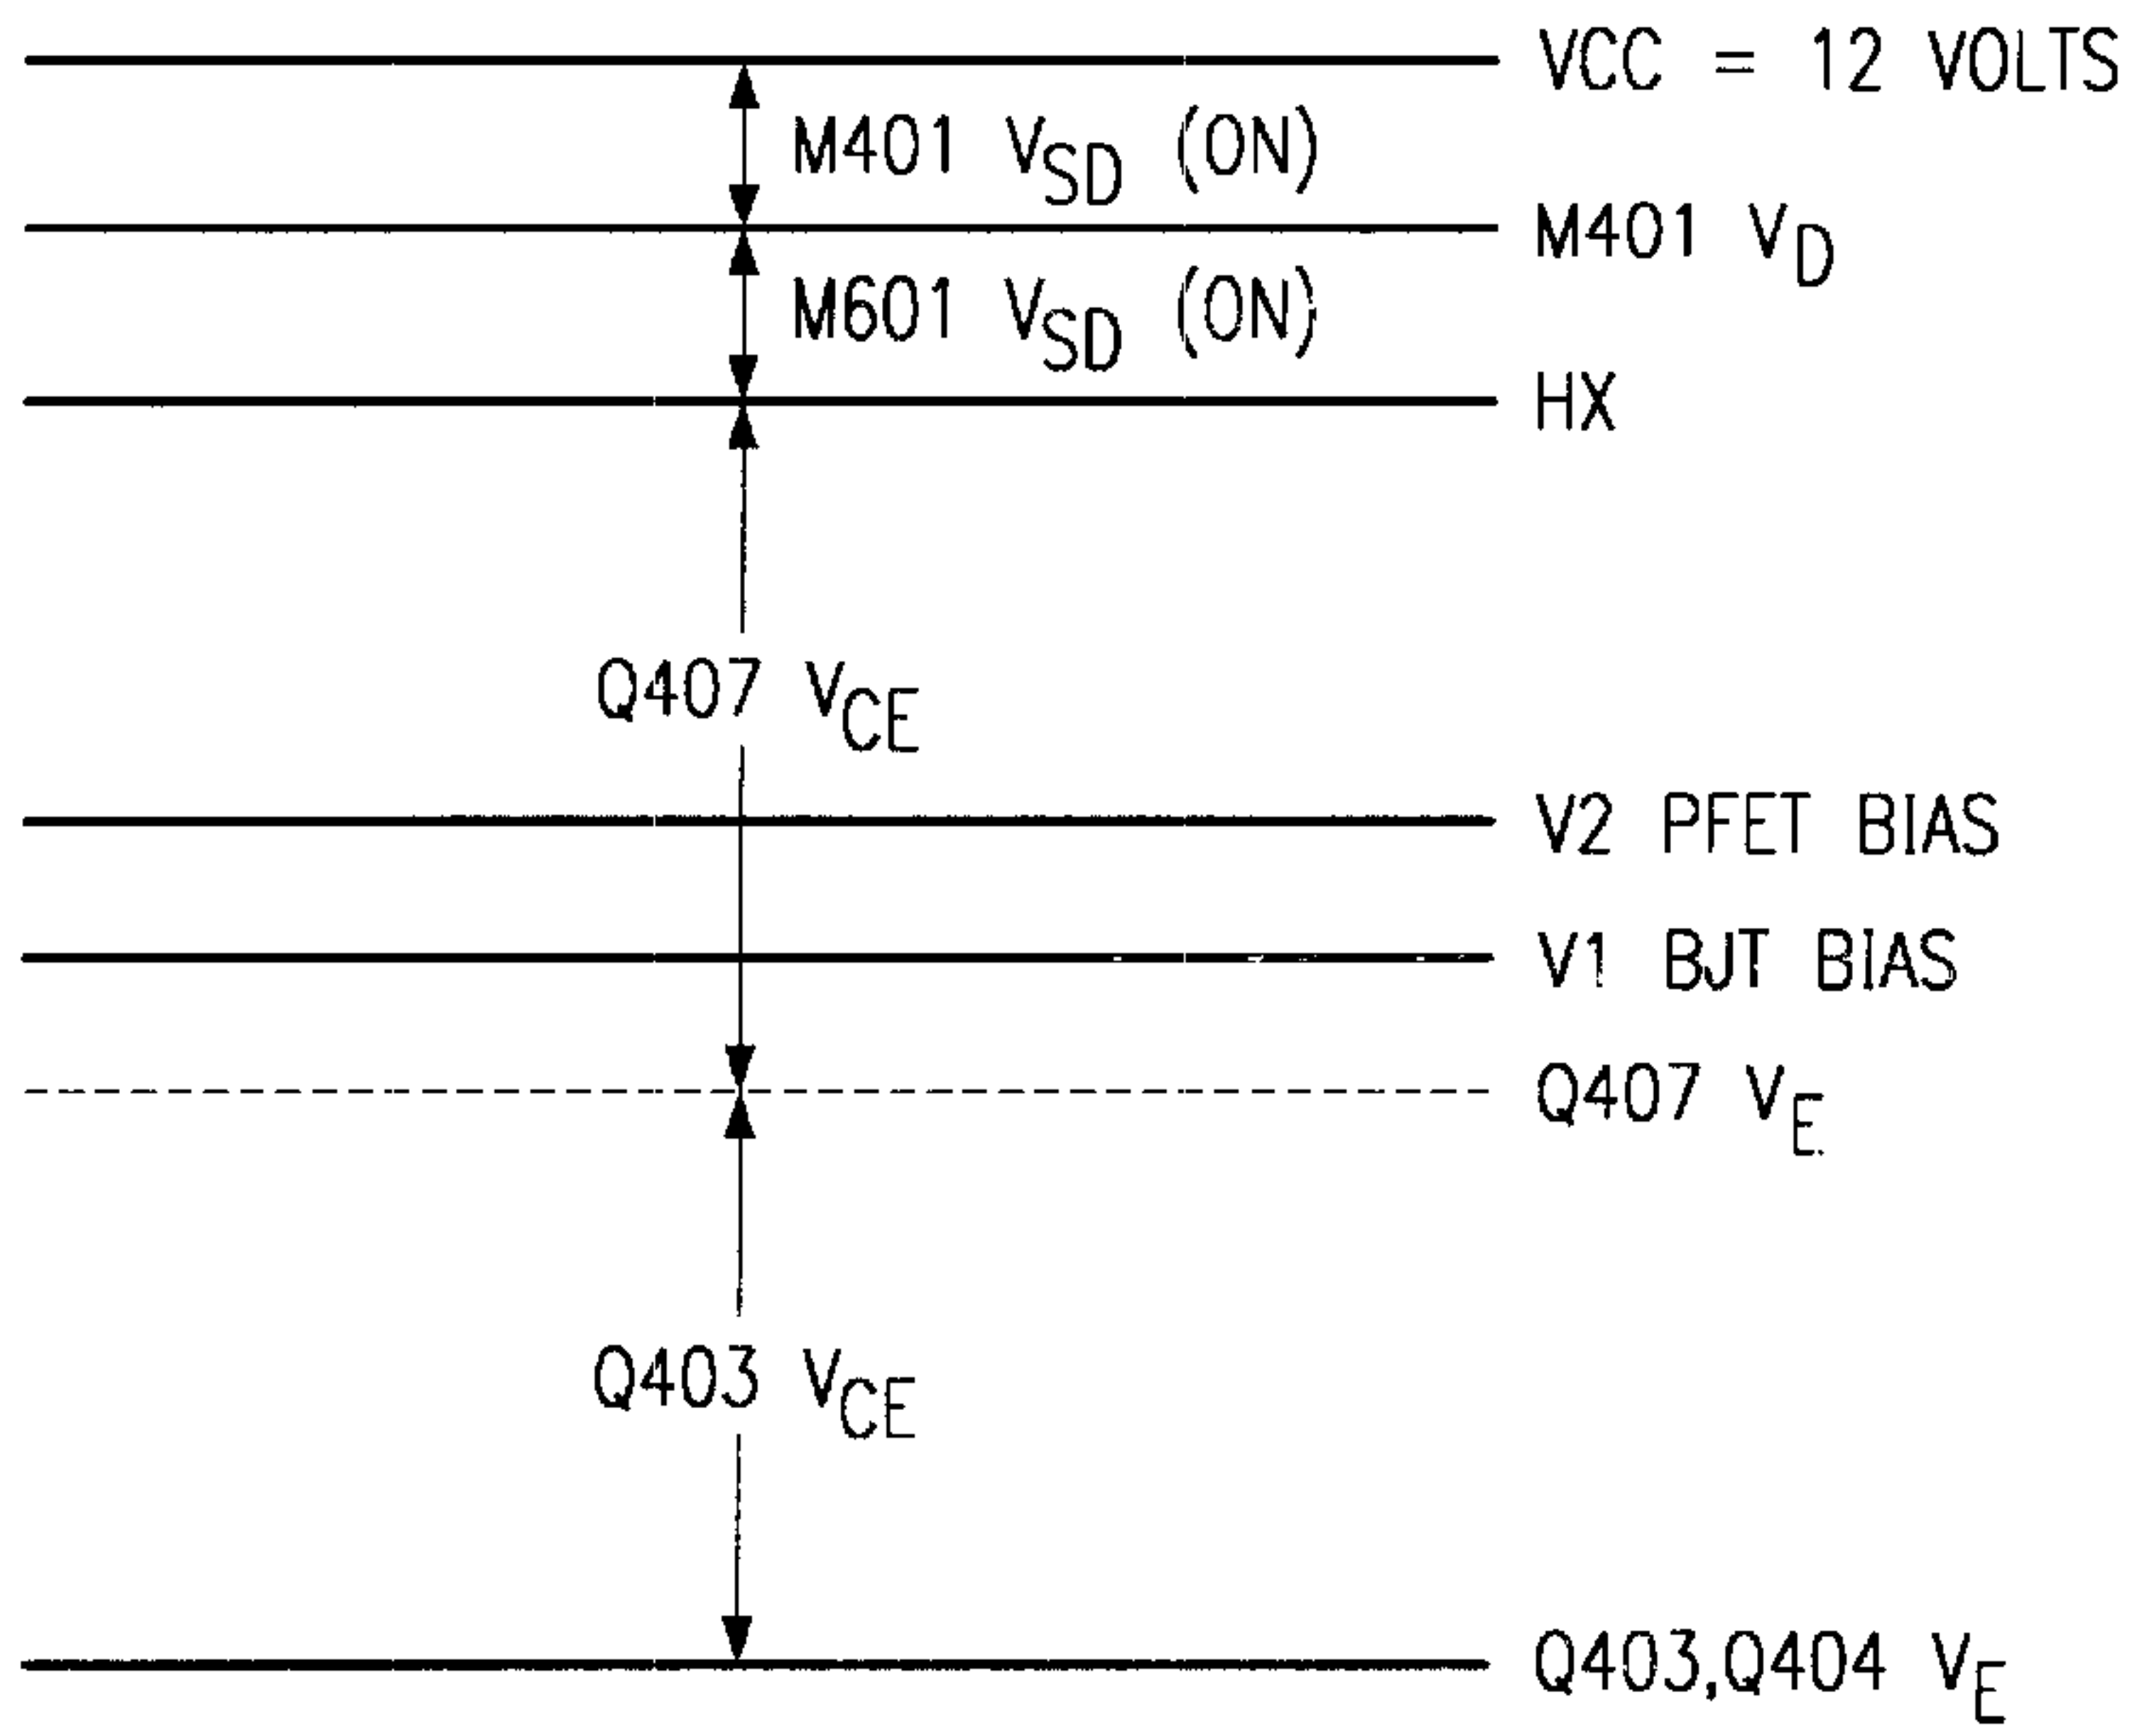 VCC = 12 VOLTS
M401 VSD (ON)
M401 VD
M601 VSD (ON)
HX
Q407 VCE
V2 PFET BIAS
V1 BJT BIAS
Q407 VE
Q403 VCE
Q403,Q404 VE